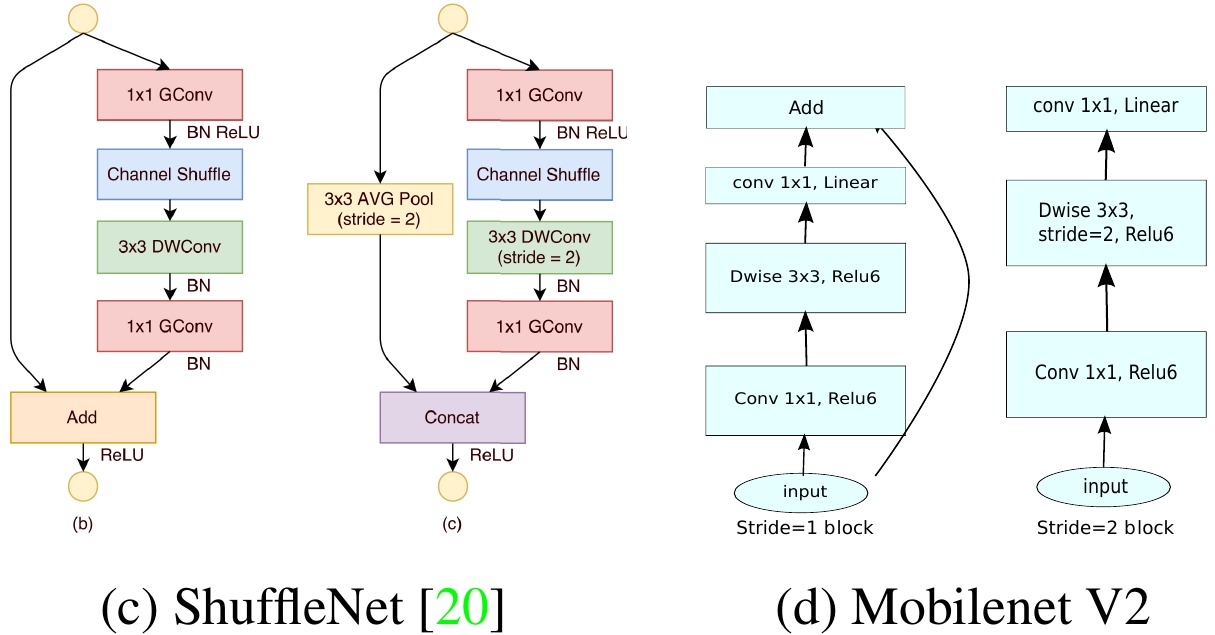 1x1 GConv
BN ReLU
Channel Shuffle
3x3 DWConv
BN
1x1 GConv
BN
Add
ReLU
(b)
1x1 GConv
BN ReLU
Channel Shuffle
3x3 AVG Pool
(stride = 2)
3x3 DWConv
(stride = 2)
BN
1x1 GConv
BN
Concat
ReLU
(c)
Add
conv 1x1, Linear
Dwise 3x3, Relu6
Conv 1x1, Relu6
input
Stride=1 block
conv 1x1, Linear
Dwise 3x3,
stride=2, Relu6
Conv 1x1, Relu6
input
Stride=2 block
(c) ShuffleNet [20]
(d) Mobilenet V2